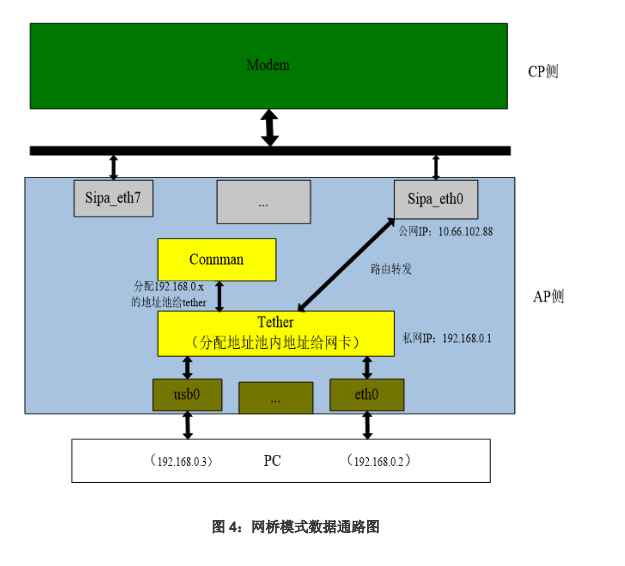 Modem
CP侧
Sipa_eth7
...
Sipa_eth0
公网IP：10.66.102.88
Connman
路由转发
分配192.168.0.x
的地址池给tether
AP侧
Tether
（分配地址池内地址给网卡）
私网IP：192.168.0.1
usb0
...
eth0
（192.168.0.3）
PC
（192.168.0.2）
图 4：网桥模式数据通路图